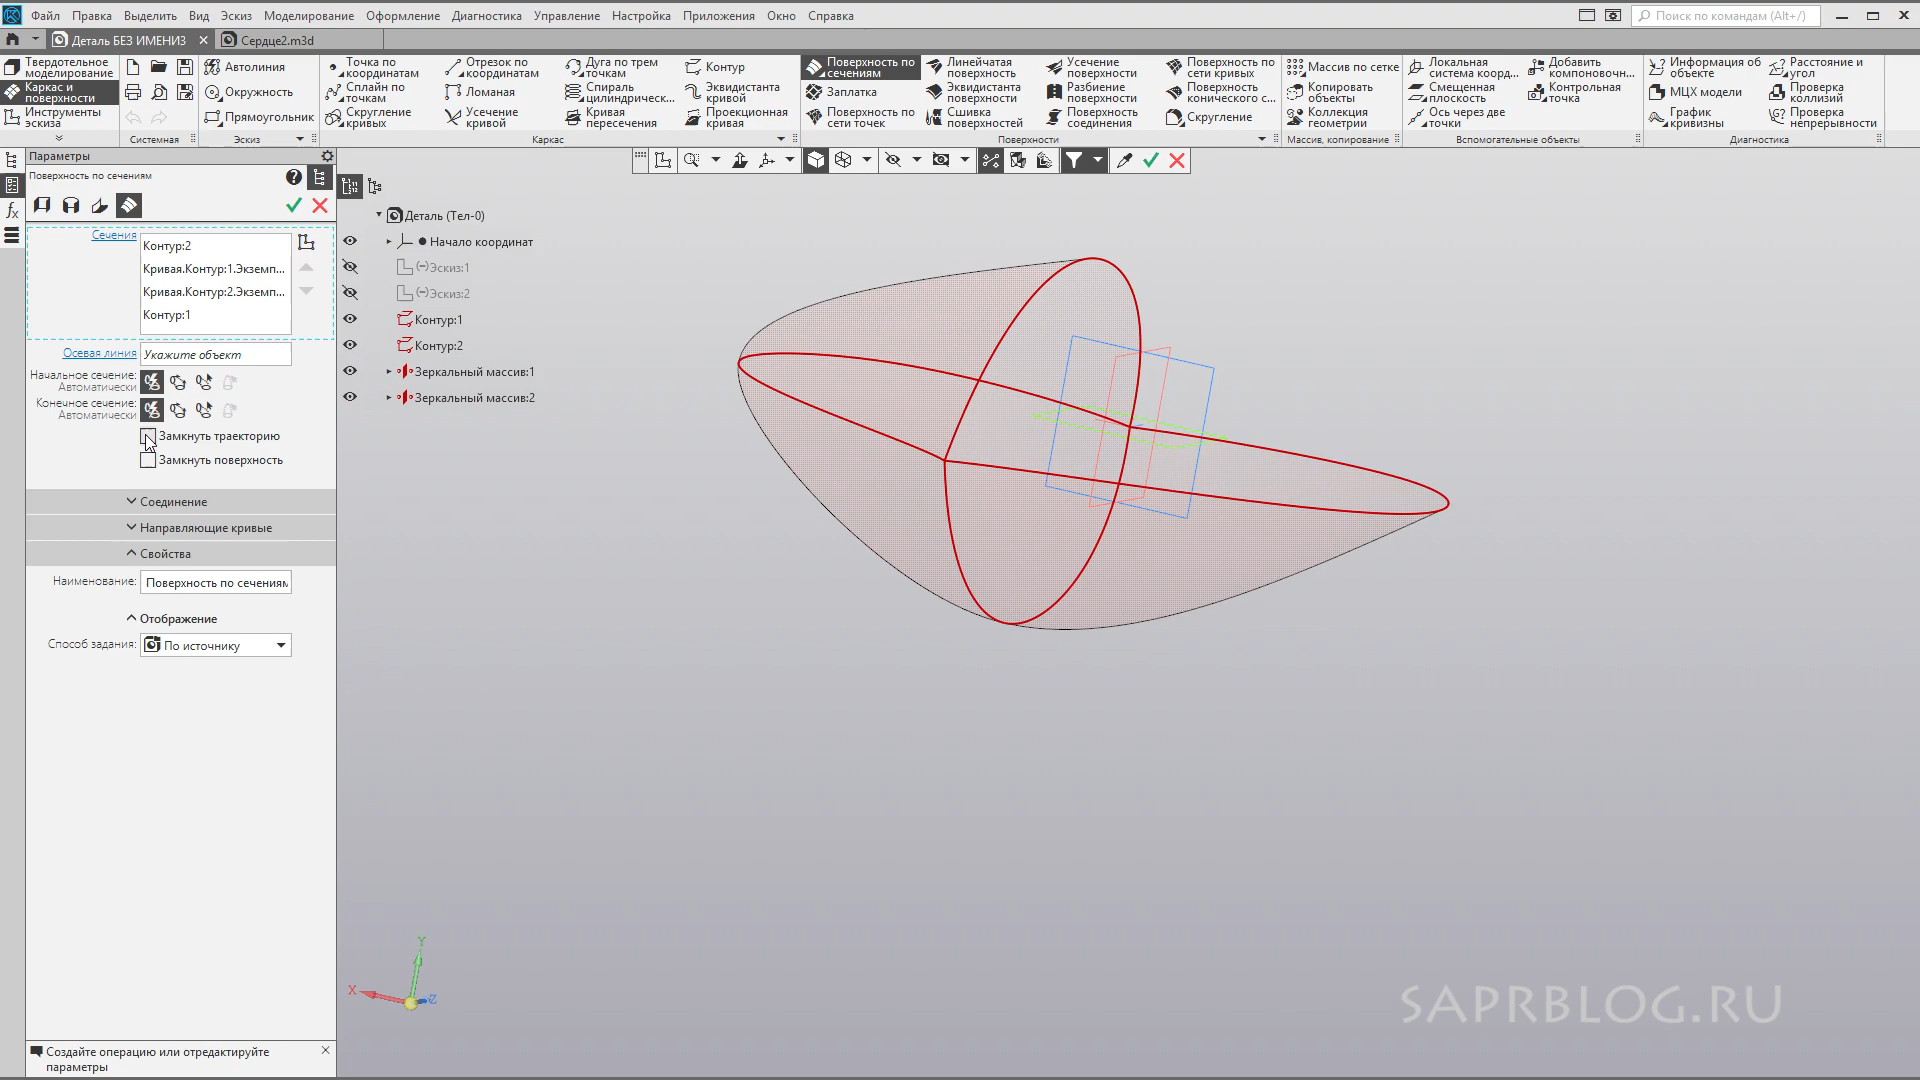 Файл Правка Выделить Вид Эскиз Моделирование Оформление Диагностика Управление Настройка Приложения Окно Справка
Поиск по командам (Alt+/)
Деталь БЕЗ ИМЕНИ3
Сердце2.m3d
Твердотельное моделирование
Каркас и поверхности
Инструменты эскиза
Системная
Автолиния
Окружность
Прямоугольник
Эскиз
Точка по координатам
Сплайн по точкам
Скругление кривых
Отрезок по координатам
Ломаная
Усечение кривой
Дуга по трем точкам
Спираль цилиндрическ...
Кривая пересечения
Контур
Эквидистанта кривой
Проекционная кривая
Каркас
Поверхность по сечениям
Заплатка
Поверхность по сети точек
Линейчатая поверхность
Эквидистанта поверхности
Сшивка поверхностей
Усечение поверхности
Разбиение поверхности
Поверхность соединения
Поверхность по сети кривых
Поверхность конического с...
Скругление
Поверхности
Массив по сетке
Копировать объекты
Коллекция геометрии
Массив, копирование
Локальная система коорд...
Смещенная плоскость
Ось через две точки
Добавить компоновочн...
Контрольная точка
Вспомогательные объекты
Информация об объекте
МЦХ модели
График кривизны
Расстояние и угол
Проверка коллизий
Проверка непрерывности
Диагностика
Параметры
Поверхность по сечениям
Сечения
Контур:2
Кривая.Контур:1.Экземп...
Кривая.Контур:2.Экземп...
Контур:1
Осевая линия
Укажите объект
Начальное сечение:
Автоматически
Конечное сечение:
Автоматически
Замкнуть траекторию
Замкнуть поверхность
Соединение
Направляющие кривые
Свойства
Наименование: Поверхность по сечениям
Отображение
Способ задания: По источнику
Создайте операцию или отредактируйте
параметры
Деталь (Тел-0)
Начало координат
(-)Эскиз:1
(-)Эскиз:2
Контур:1
Контур:2
Зеркальный массив:1
Зеркальный массив:2
Y
X
Z
SAPRBLOG.RU